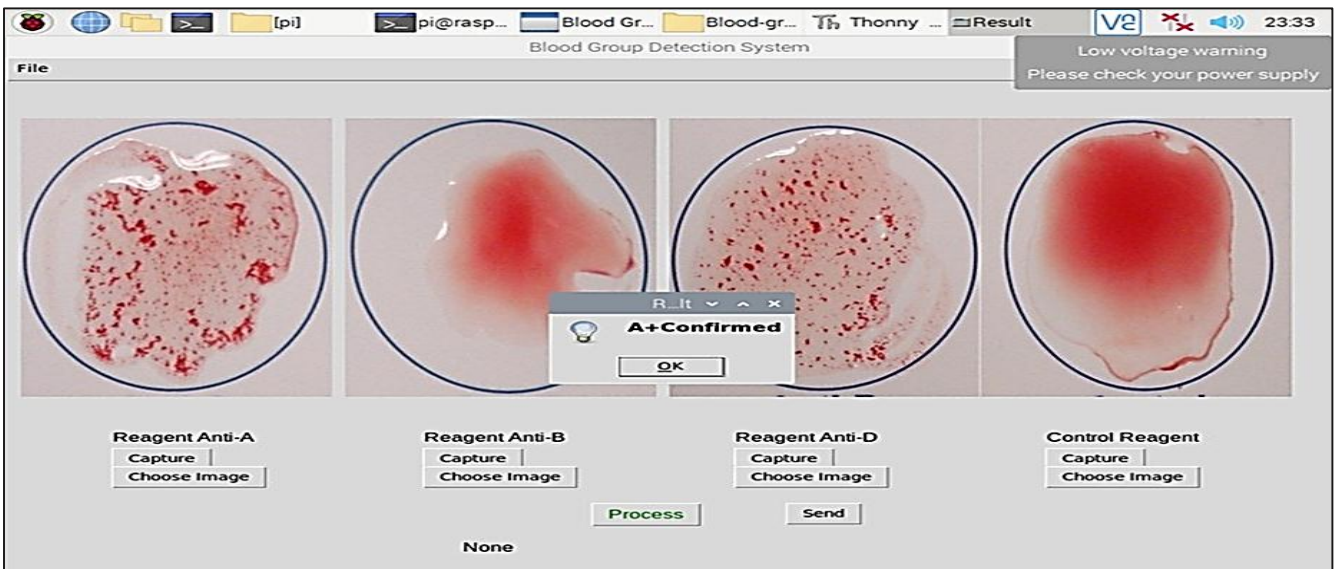 [pi] pi@rasp... Blood Gr... Blood-gr... Thonny ... Result V2 23:33
Blood Group Detection System
Low voltage warning
Please check your power supply
File
R...lt
A+Confirmed
OK
Reagent Anti-A Reagent Anti-B Reagent Anti-D Control Reagent
Capture Capture Capture Capture
Choose Image Choose Image Choose Image Choose Image
Process Send
None